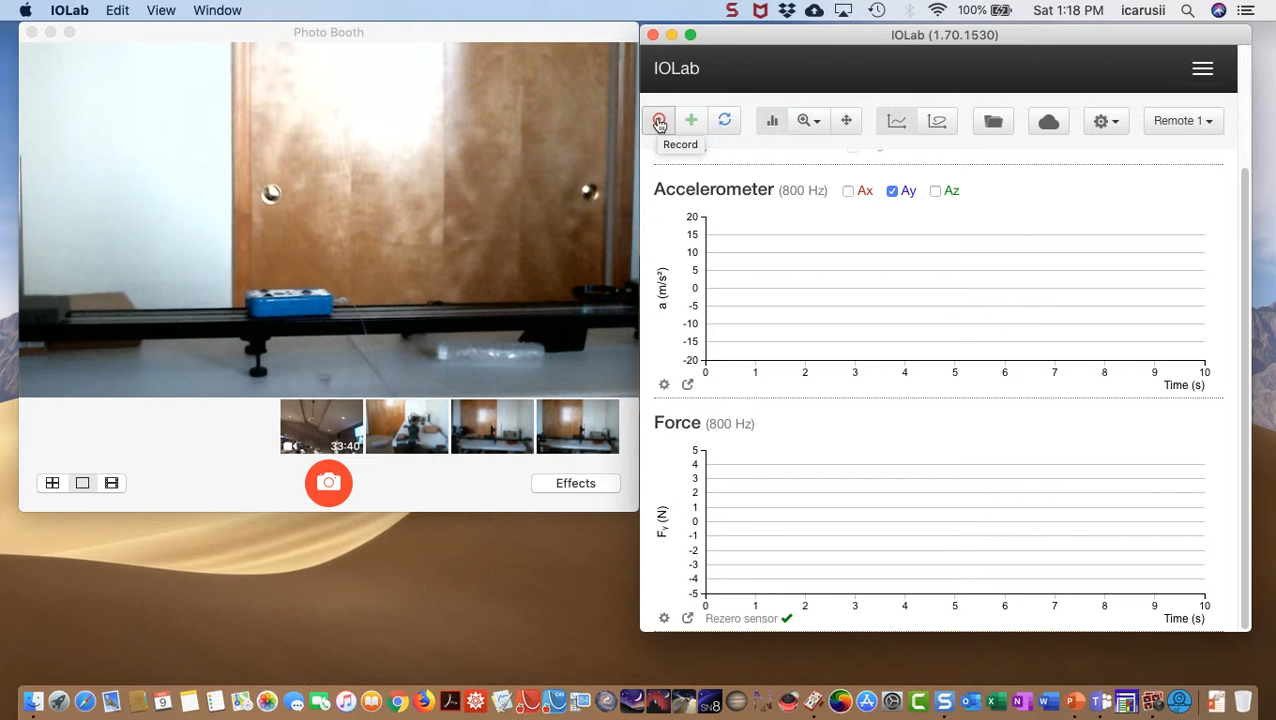 IOLab Edit View Window 100% Sat 1:18 PM icarusii
Photo Booth
33:40
Effects
IOLab (1.70.1530)
IOLab
Remote 1
Record
Accelerometer (800 Hz) Ax Ay Az
20
15
10
5
0
-5
-10
-15
-20
a (m/s²)
0 1 2 3 4 5 6 7 8 9 10
Time (s)
Force (800 Hz)
5
4
3
2
1
0
-1
-2
-3
-4
-5
Fy (N)
0 1 2 3 4 5 6 7 8 9 10
Rezero sensor Time (s)
9
SN8